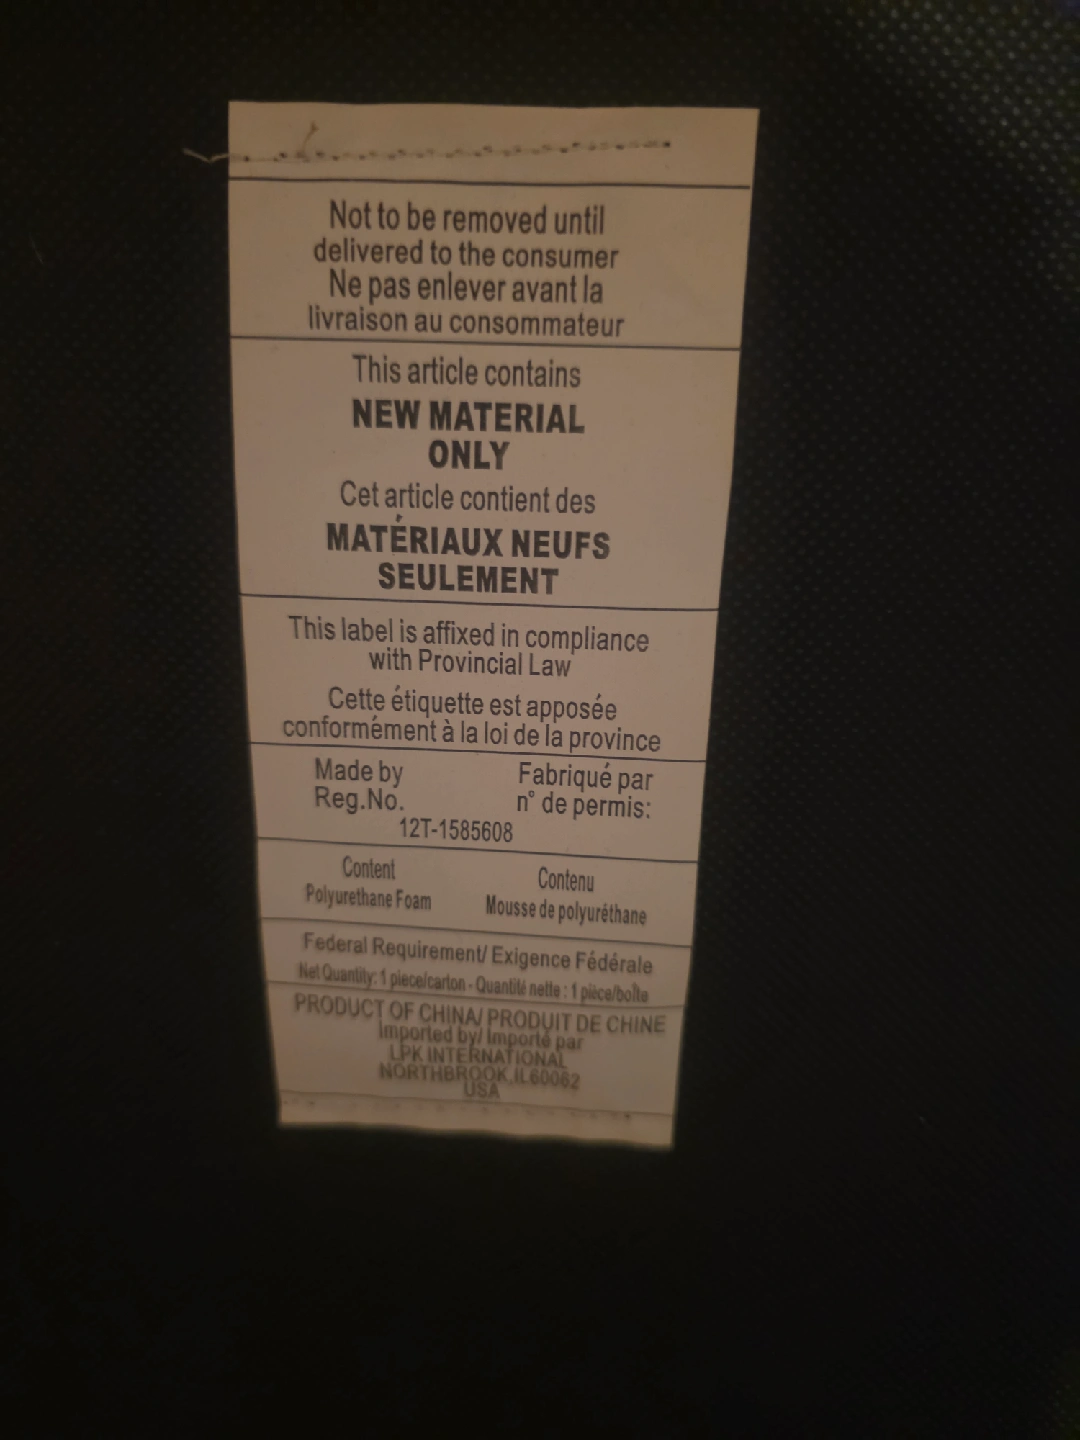 Not to be removed until
delivered to the consumer
Ne pas enlever avant la
livraison au consommateur
This article contains
NEW MATERIAL
ONLY
Cet article contient des
MATÉRIAUX NEUFS
SEULEMENT
This label is affixed in compliance
with Provincial Law
Cette étiquette est apposée
conformément à la loi de la province
Made by Fabriqué par
Reg.No. n° de permis:
12T-1585608
Content Contenu
Polyurethane Foam Mousse de polyuréthane
Federal Requirement/ Exigence Fédérale
Net Quantity: 1 piece/carton - Quantité nette : 1 pièce/boîte
PRODUCT OF CHINA/ PRODUIT DE CHINE
Imported by/ Importé par
LPK INTERNATIONAL
NORTHBROOK, IL 60062
USA